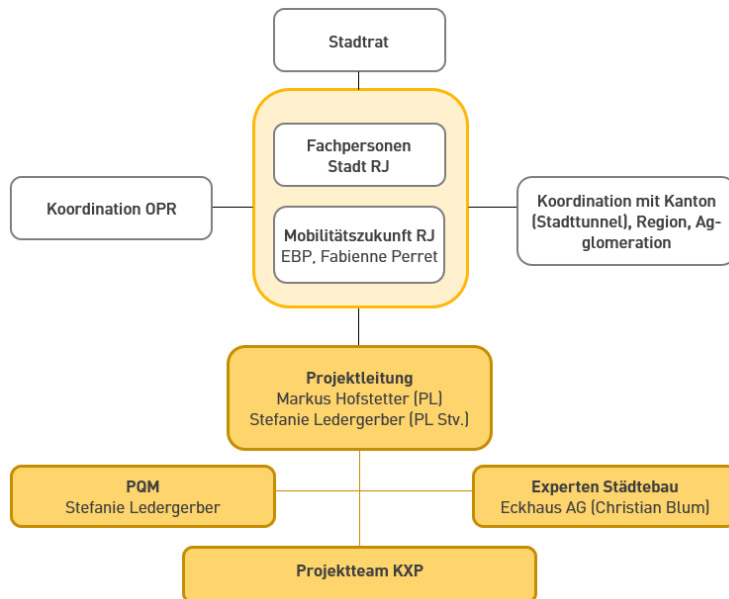 Stadtrat
Fachpersonen
Stadt RJ
Koordination OPR
Mobilitätszukunft RJ
EBP, Fabienne Perret
Koordination mit Kanton
(Stadttunnel), Region, Ag-
glomeration
Projektleitung
Markus Hofstetter (PL)
Stefanie Ledergerber (PL Stv.)
PQM
Stefanie Ledergerber
Experten Städtebau
Eckhaus AG (Christian Blum)
Projektteam KXP